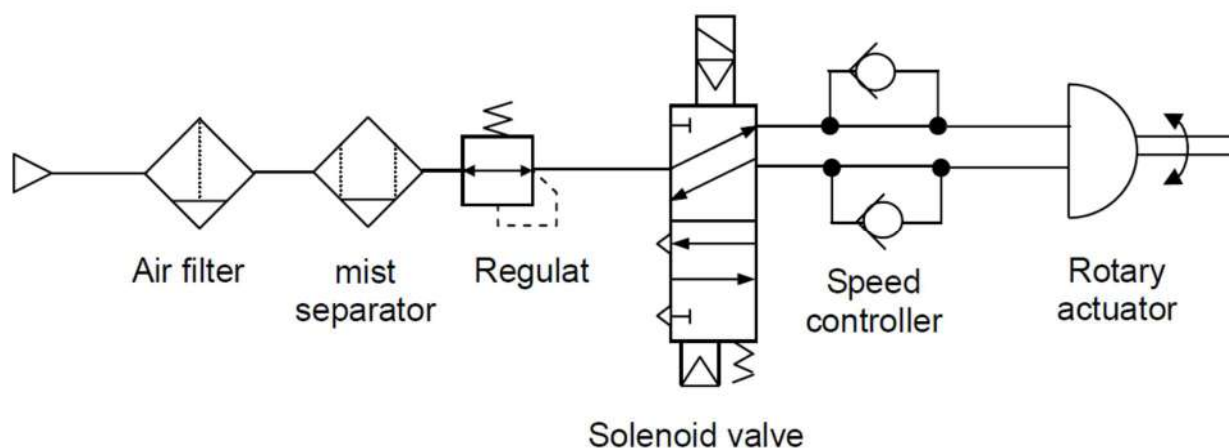 Air filter
mist
separator
Regulat
Solenoid valve
Speed
controller
Rotary
actuator